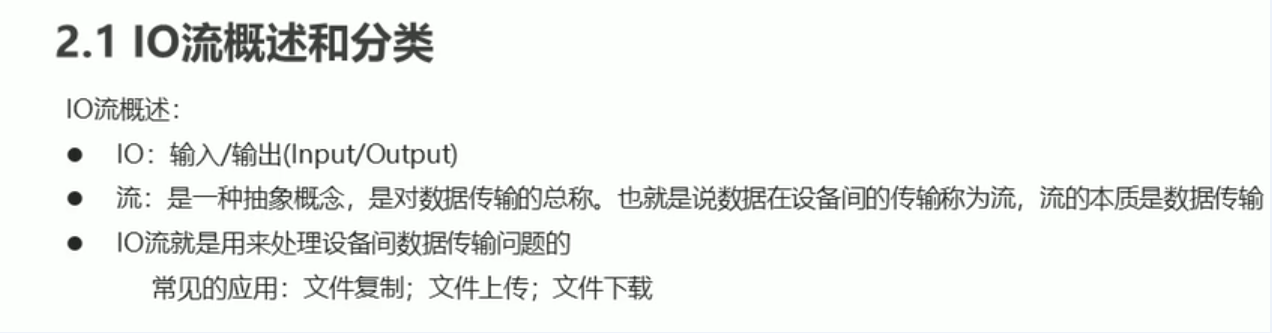 2.1 IO流概述和分类
IO流概述：
● IO：输入/输出(Input/Output)
● 流：是一种抽象概念，是对数据传输的总称。也就是说数据在设备间的传输称为流，流的本质是数据传输
● IO流就是用来处理设备间数据传输问题的
常见的应用：文件复制；文件上传；文件下载